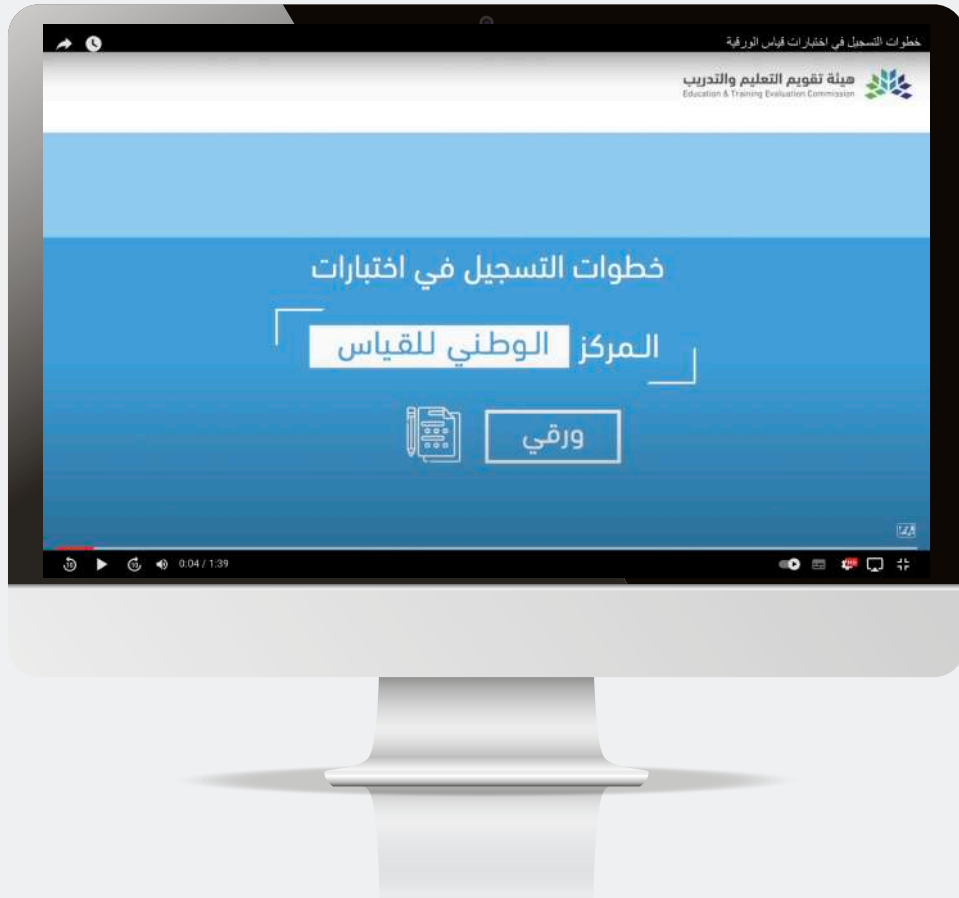 خطوات التسجيل في اختبارات قياس الورقية
هيئة تقويم التعليم والتدريب
Education & Training Evaluation Commission
خطوات التسجيل في اختبارات
المركز الوطني للقياس
ورقي
0:04 / 1:39